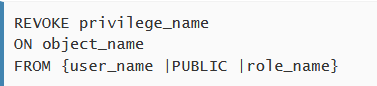 REVOKE privilege_name
ON object_name
FROM {user_name |PUBLIC |role_name}